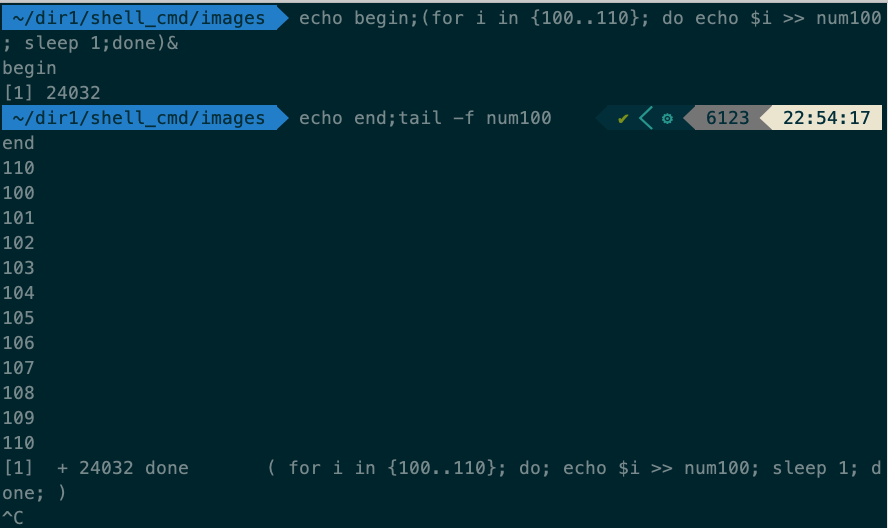 ~/dir1/shell_cmd/images echo begin;(for i in {100..110}; do echo $i >> num100
; sleep 1;done)&
begin
[1] 24032
~/dir1/shell_cmd/images echo end;tail -f num100 ✔ < ⚙ 6123 22:54:17
end
110
100
101
102
103
104
105
106
107
108
109
110
[1]  + 24032 done       ( for i in {100..110}; do; echo $i >> num100; sleep 1; d
one; )
^C